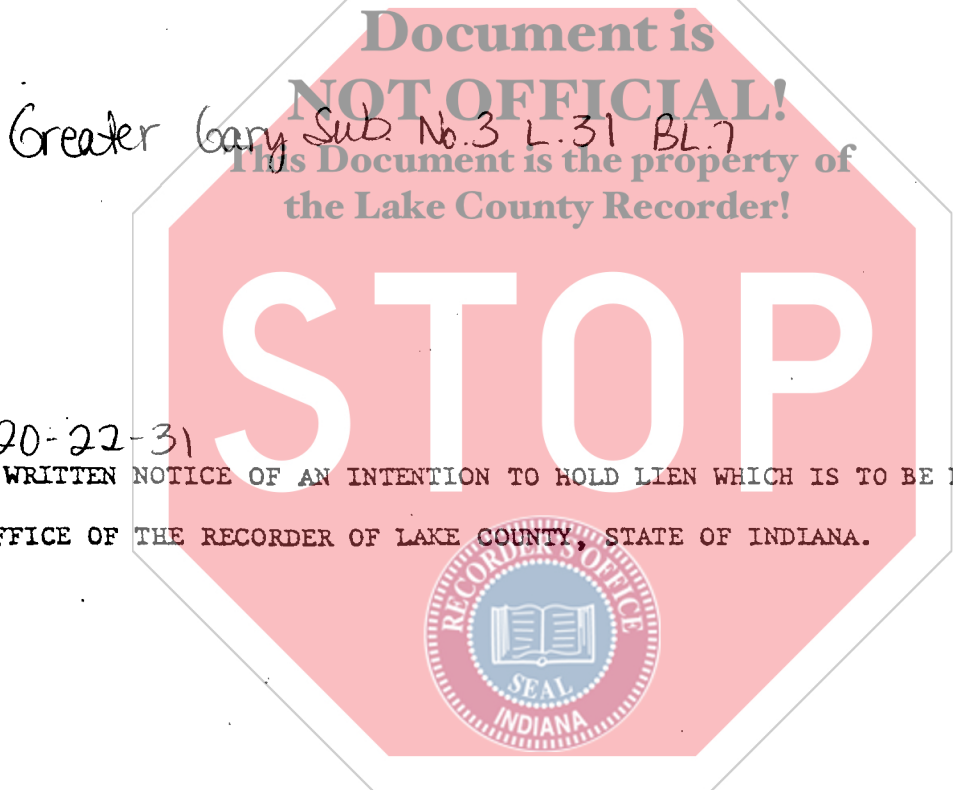 Document is
NOT OFFICIAL!
Greater Gary Sub. No.3 L.31 BL.7
This Document is the property of
the Lake County Recorder!
STOP
20-22-31
WRITTEN NOTICE OF AN INTENTION TO HOLD LIEN WHICH IS TO BE
FFICE OF THE RECORDER OF LAKE COUNTY, STATE OF INDIANA.
RECORDER'S OFFICE
SEAL
INDIANA